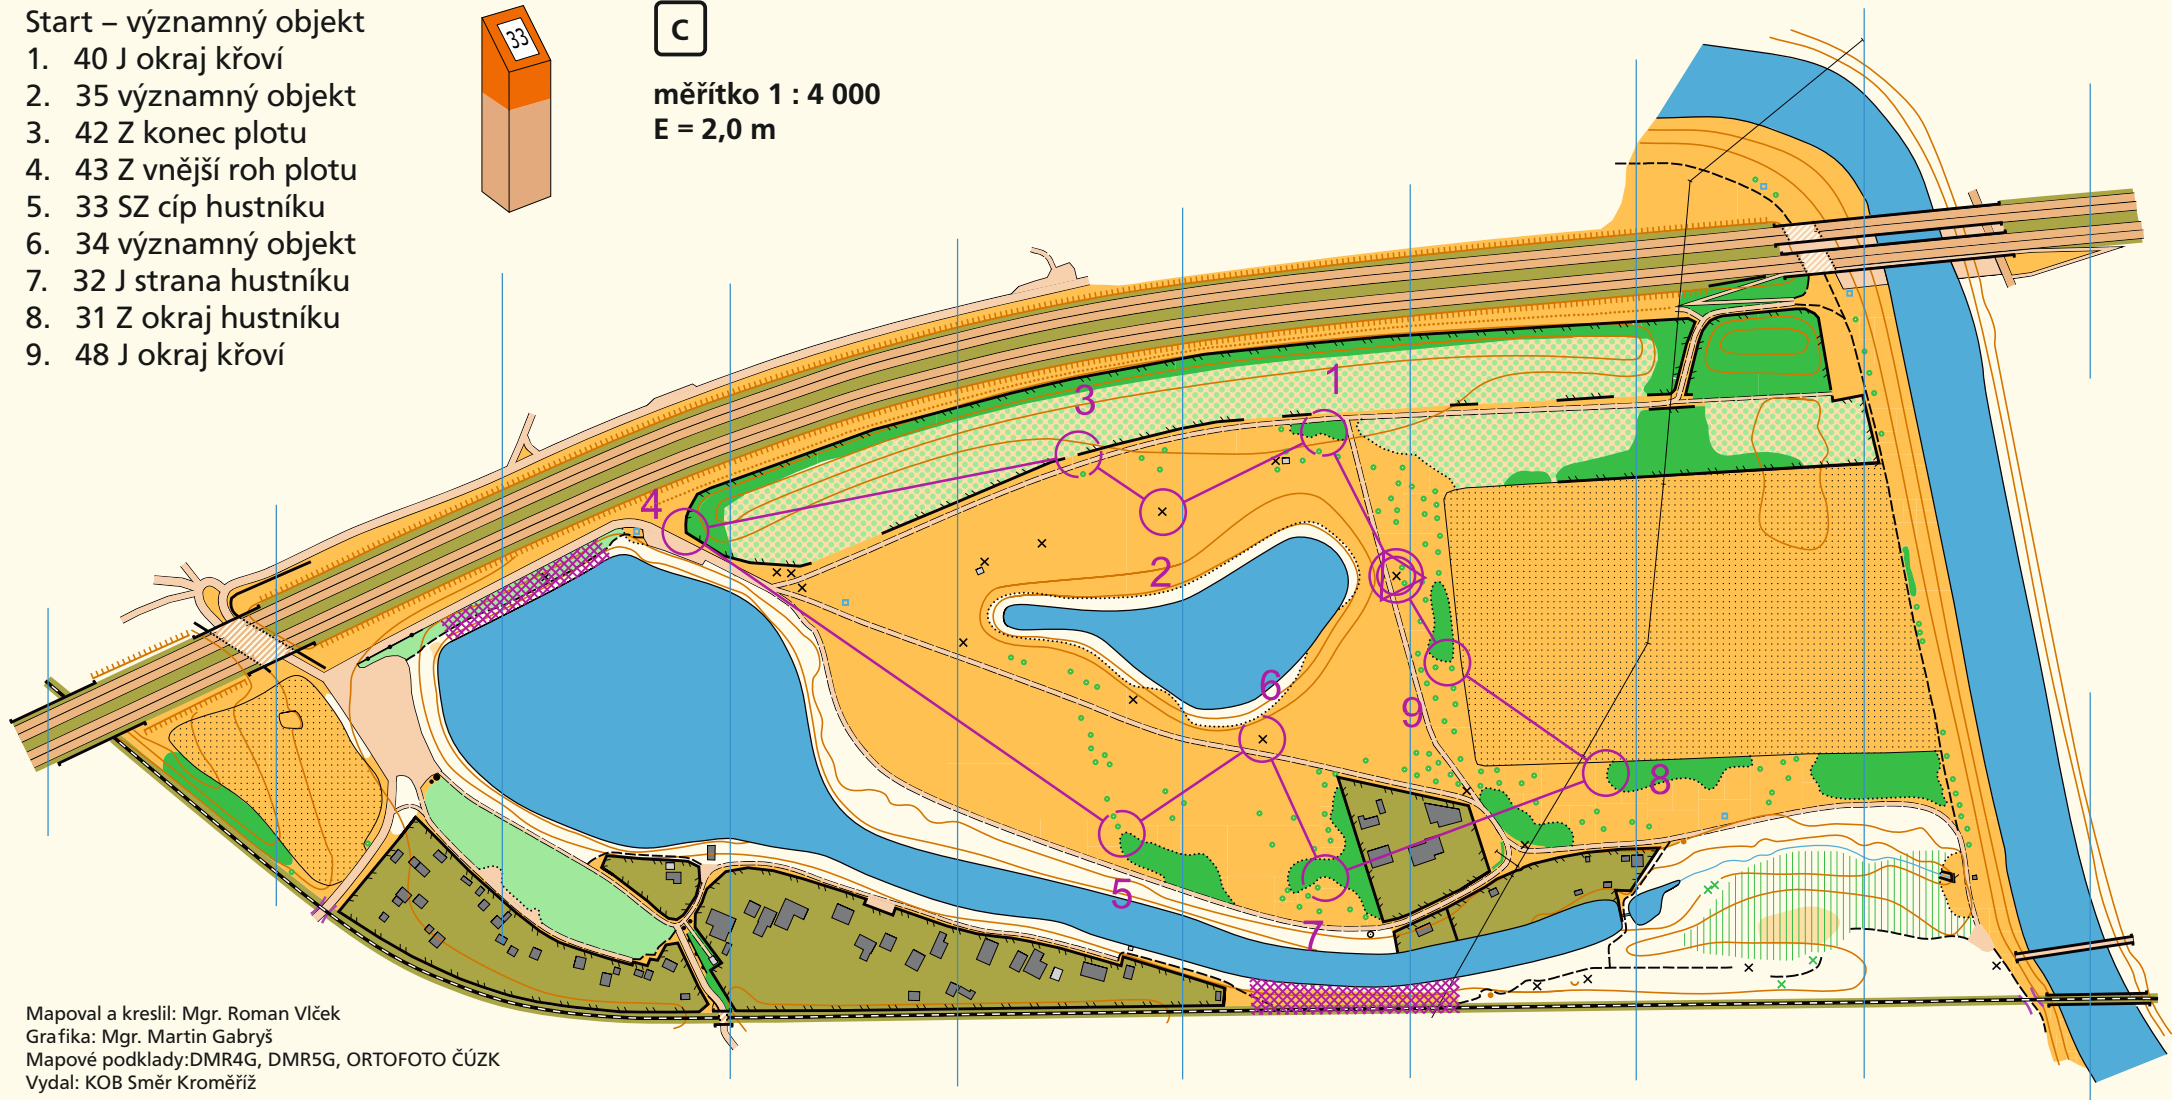 Start – významný objekt
1. 40 J okraj křoví
2. 35 významný objekt
3. 42 Z konec plotu
4. 43 Z vnější roh plotu
5. 33 SZ cíp hustníku
6. 34 významný objekt
7. 32 J strana hustníku
8. 31 Z okraj hustníku
9. 48 J okraj křoví
33
C
měřítko 1 : 4 000
E = 2,0 m
1
3
4
2
6
9
8
5
7
Mapoval a kreslil: Mgr. Roman Vlček
Grafika: Mgr. Martin Gabryš
Mapové podklady:DMR4G, DMR5G, ORTOFOTO ČÚZK
Vydal: KOB Směr Kroměříž